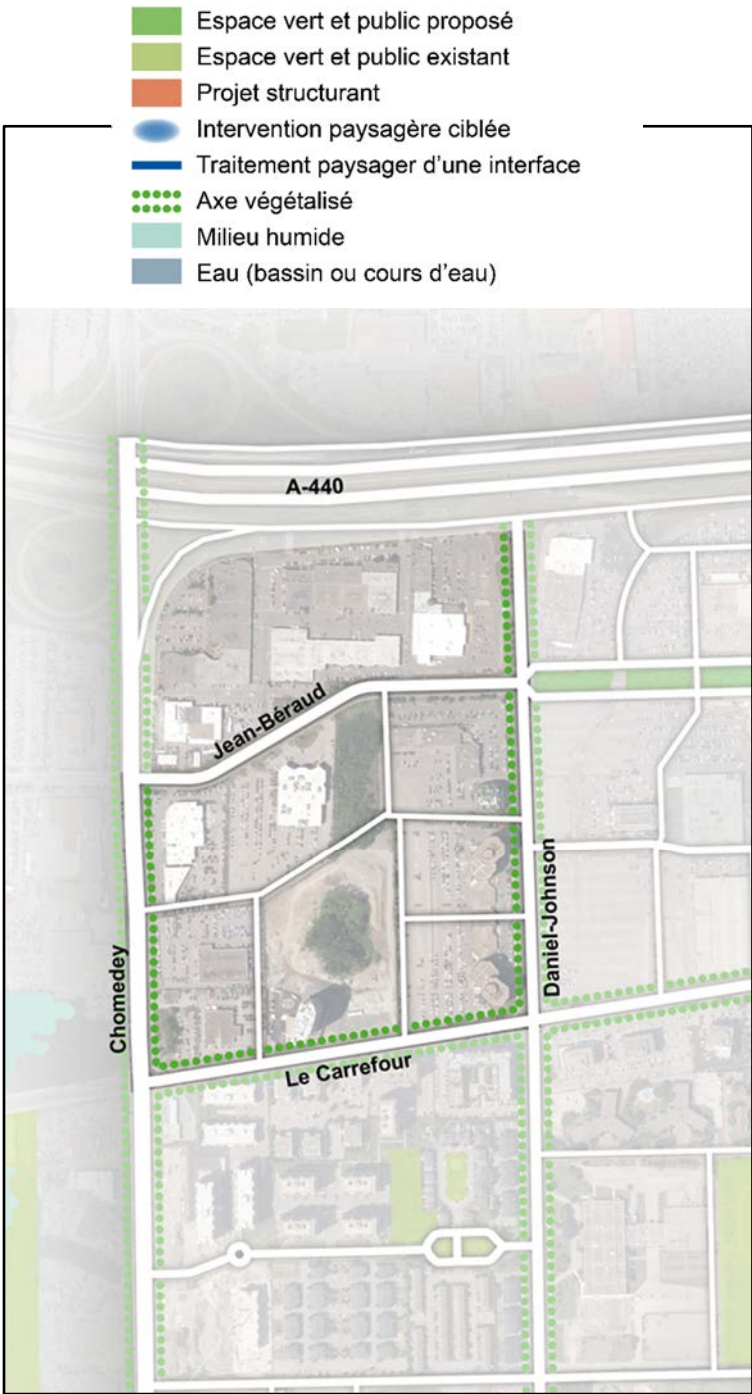 Espace vert et public proposé
Espace vert et public existant
Projet structurant
Intervention paysagère ciblée
Traitement paysager d'une interface
Axe végétalisé
Milieu humide
Eau (bassin ou cours d'eau)
A-440
Jean-Béraud
Daniel-Johnson
Chomedey
Le Carrefour